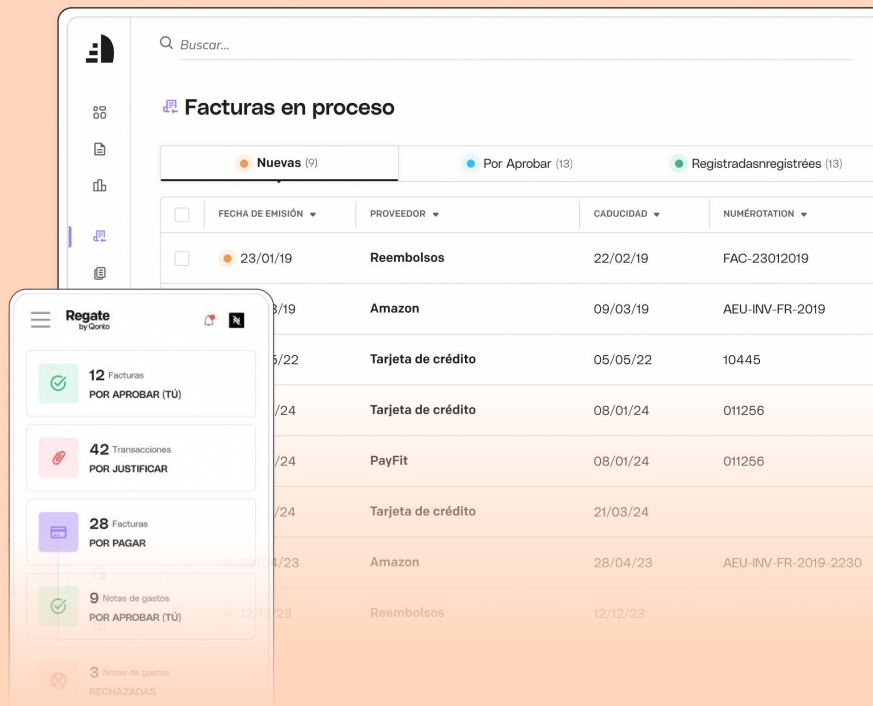 Buscar...
Facturas en proceso
Nuevas (9)
Por Aprobar (13)
Registradasnregistrées (13)
FECHA DE EMISIÓN PROVEEDOR CADUCIDAD NUMÉROTATION
23/01/19 Reembolsos 22/02/19 FAC-23012019
/19 Amazon 09/03/19 AEU-INV-FR-2019
/22 Tarjeta de crédito 05/05/22 10445
/24 Tarjeta de crédito 08/01/24 011256
/24 PayFit 08/01/24 011256
/24 Tarjeta de crédito 21/03/24
28/04/23 Amazon 28/04/23 AEU-INV-FR-2019-2230
12/12/23 Reembolsos 12/12/23
Regate
by Qonto
12 Facturas
POR APROBAR (TÚ)
42 Transacciones
POR JUSTIFICAR
28 Facturas
POR PAGAR
9 Notas de gastos
POR APROBAR (TÚ)
3 Notas de gastos
RECHAZADAS